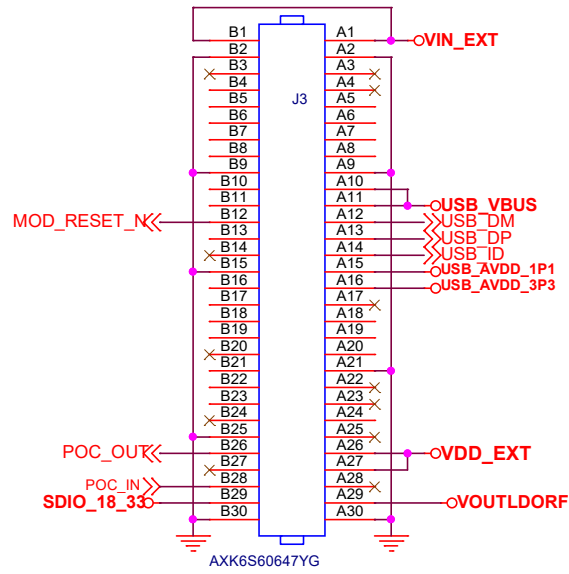 B1 A1 VIN_EXT
B2 A2
B3 A3
B4 A4
J3
B5 A5
B6 A6
B7 A7
B8 A8
B9 A9
B10 A10
B11 A11 USB_VBUS
MOD_RESET_N B12 A12 USB_DM
B13 A13 USB_DP
B14 A14 USB_ID
B15 A15 USB_AVDD_1P1
B16 A16 USB_AVDD_3P3
B17 A17
B18 A18
B19 A19
B20 A20
B21 A21
B22 A22
B23 A23
B24 A24
B25 A25
POC_OUT B26 A26 VDD_EXT
B27 A27
POC_IN B28 A28
SDIO_18_33 B29 A29 VOUTLDORF
B30 A30
AXK6S60647YG